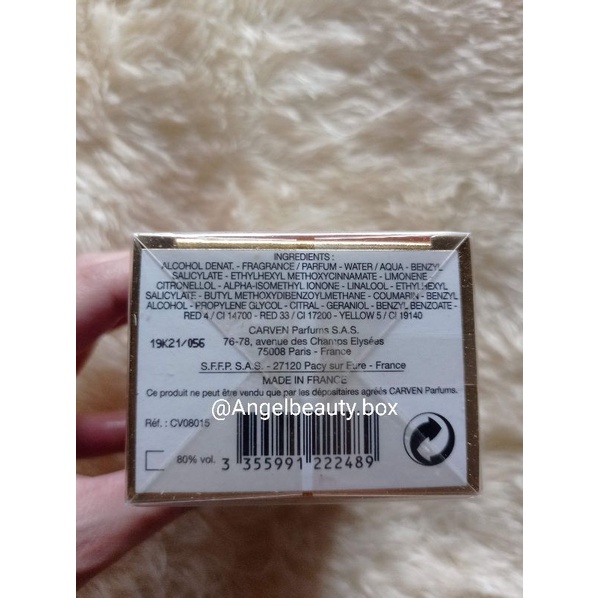 INGREDIENTS :
ALCOHOL DENAT. - FRAGRANCE / PARFUM - WATER / AQUA - BENZYL
SALICYLATE - ETHYLHEXYL METHOXYCINNAMATE - LIMONENE
CITRONELLOL - ALPHA-ISOMETHYL IONONE - LINALOOL - ETHYLHEXYL
SALICYLATE - BUTYL METHOXYDIBENZOYLMETHANE - COUMARIN - BENZYL
ALCOHOL - PROPYLENE GLYCOL - CITRAL - GERANIOL - BENZYL BENZOATE -
RED 4 / CI 14700 - RED 33 / CI 17200 - YELLOW 5 / CI 19140
CARVEN Parfums S.A.S.
19K21/056
76-78, avenue des Champs Elysées
75008 Paris - France
S.F.F.P. S.A.S. - 27120 Pacy sur Eure - France
MADE IN FRANCE
Ce produit ne peut être vendu que par les dépositaires agréés CARVEN Parfums.
@Angelbeauty.box
Réf. : CV08015
80% vol.
3 355991 222489